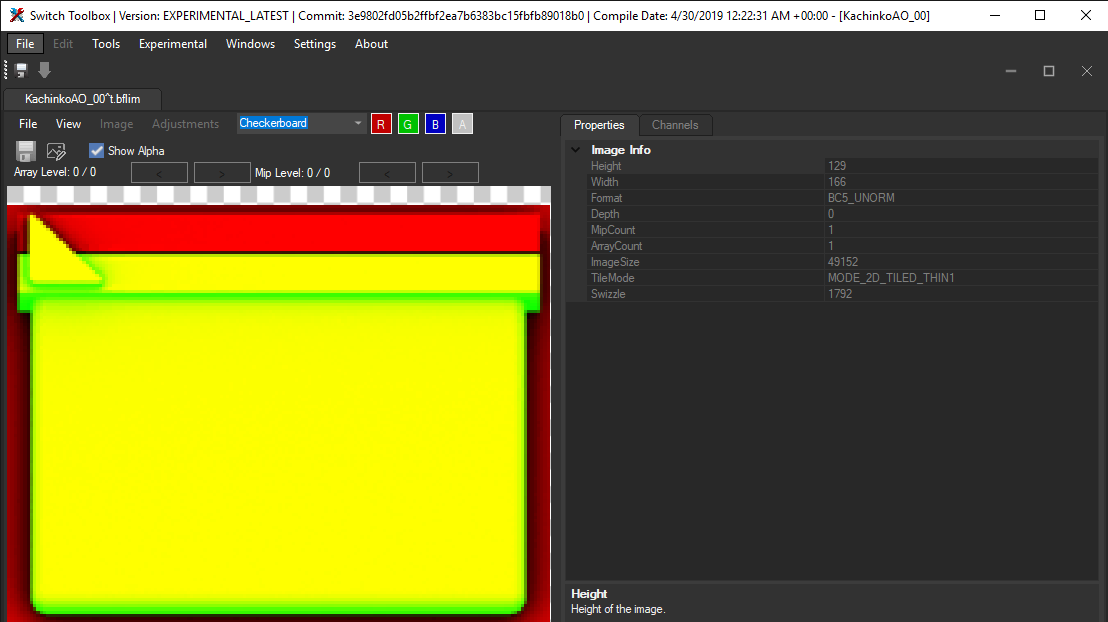 Switch Toolbox | Version: EXPERIMENTAL_LATEST | Commit: 3e9802fd05b2ffbf2ea7b6383bc15fbfb89018b0 | Compile Date: 4/30/2019 12:22:31 AM +00:00 - [KachinkoAO_00]
File Edit Tools Experimental Windows Settings About
KachinkoAO_00^t.bflim
File View Image Adjustments Checkerboard R G B A
Show Alpha
Array Level: 0 / 0 < > Mip Level: 0 / 0 < >
Properties Channels
Image Info
Height 129
Width 166
Format BC5_UNORM
Depth 0
MipCount 1
ArrayCount 1
ImageSize 49152
TileMode MODE_2D_TILED_THIN1
Swizzle 1792
Height
Height of the image.